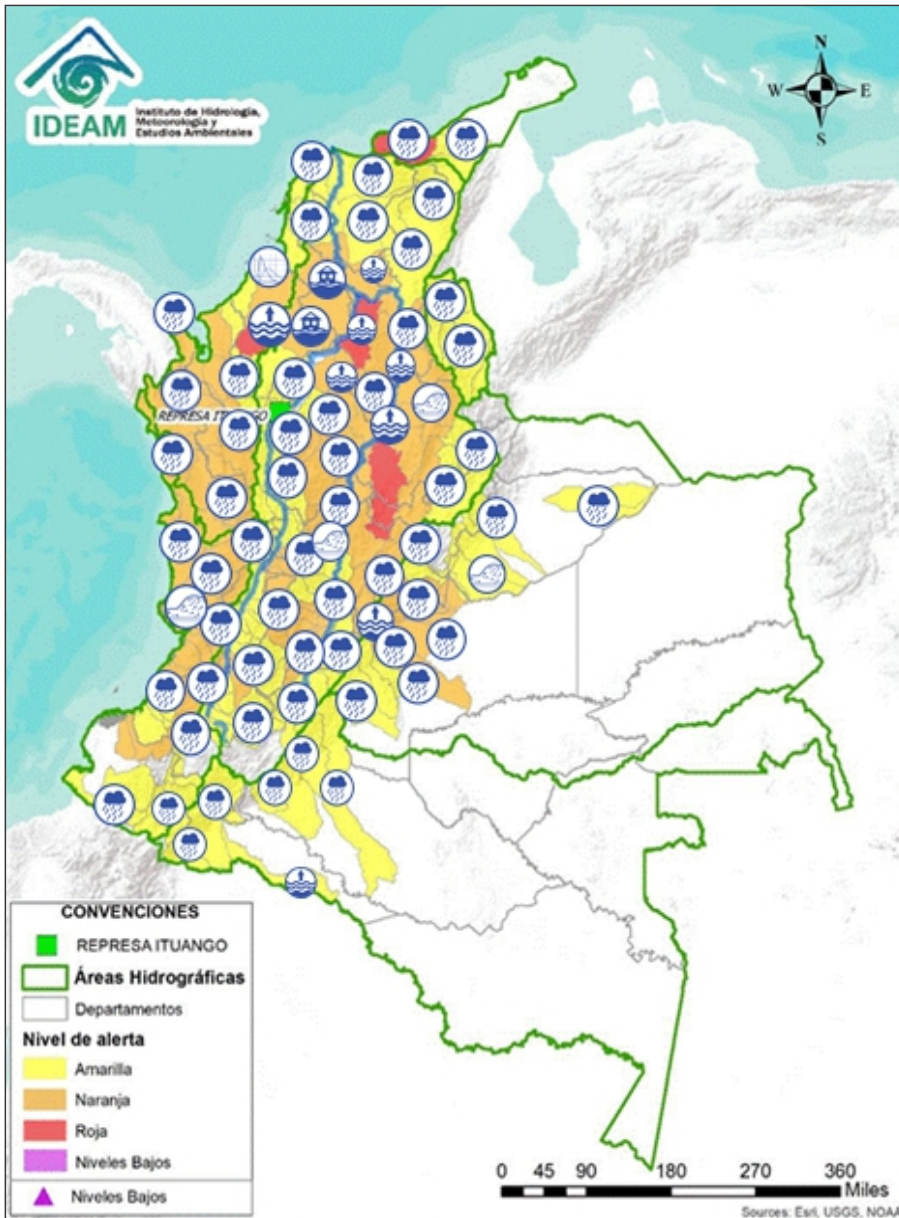 IDEAM
Instituto de Hidrología,
Meteorología y
Estudios Ambientales
N
W
E
S
REPRESA ITUANGO
CONVENCIONES
REPRESA ITUANGO
Áreas Hidrográficas
Departamentos
Nivel de alerta
Amarilla
Naranja
Roja
Niveles Bajos
Niveles Bajos
0 45 90 180 270 360
Miles
Sources: Esri, USGS, NOAA